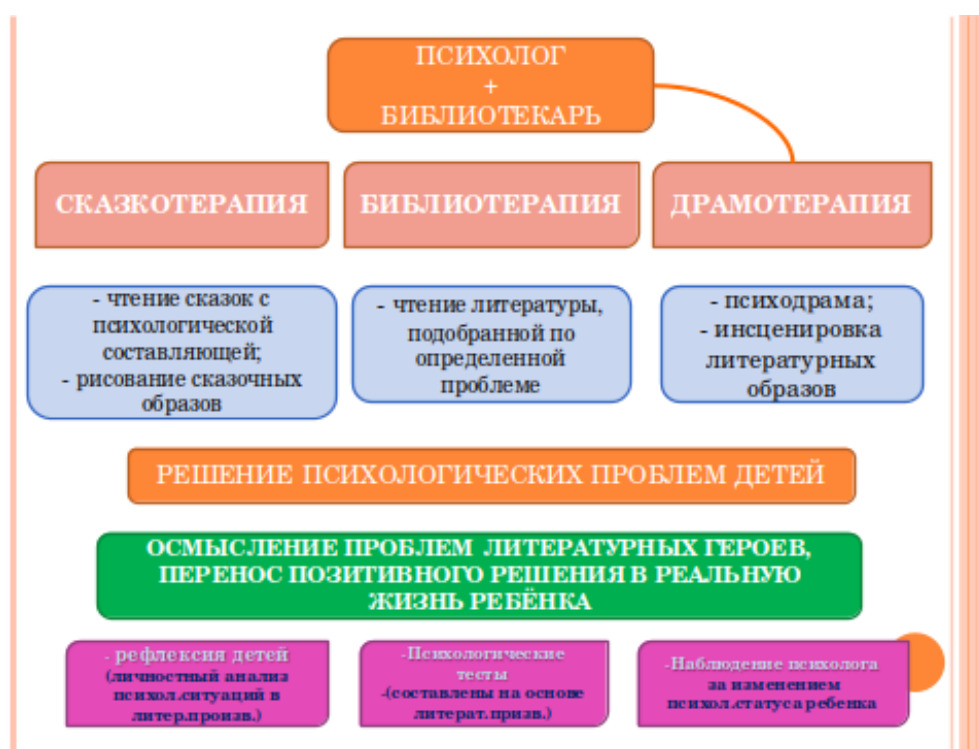 ПСИХОЛОГ
+
БИБЛИОТЕКАРЬ
СКАЗКОТЕРАПИЯ
БИБЛИОТЕРАПИЯ
ДРАМОТЕРАПИЯ
- чтение сказок с
психологической
составляющей;
- рисование сказочных
образов
- чтение литературы,
подобранной по
определенной
проблеме
- психодрама;
- инсценировка
литературных
образов
РЕШЕНИЕ ПСИХОЛОГИЧЕСКИХ ПРОБЛЕМ ДЕТЕЙ
ОСМЫСЛЕНИЕ ПРОБЛЕМ ЛИТЕРАТУРНЫХ ГЕРОЕВ,
ПЕРЕНОС ПОЗИТИВНОГО РЕШЕНИЯ В РЕАЛЬНУЮ
ЖИЗНЬ РЕБЁНКА
- рефлексия детей
(личностный анализ
психол.ситуаций в
литер.произв.)
-Психологические
тесты
-(составлены на основе
литерат.призв.)
-Наблюдение психолога
за изменением
психол.статуса ребенка